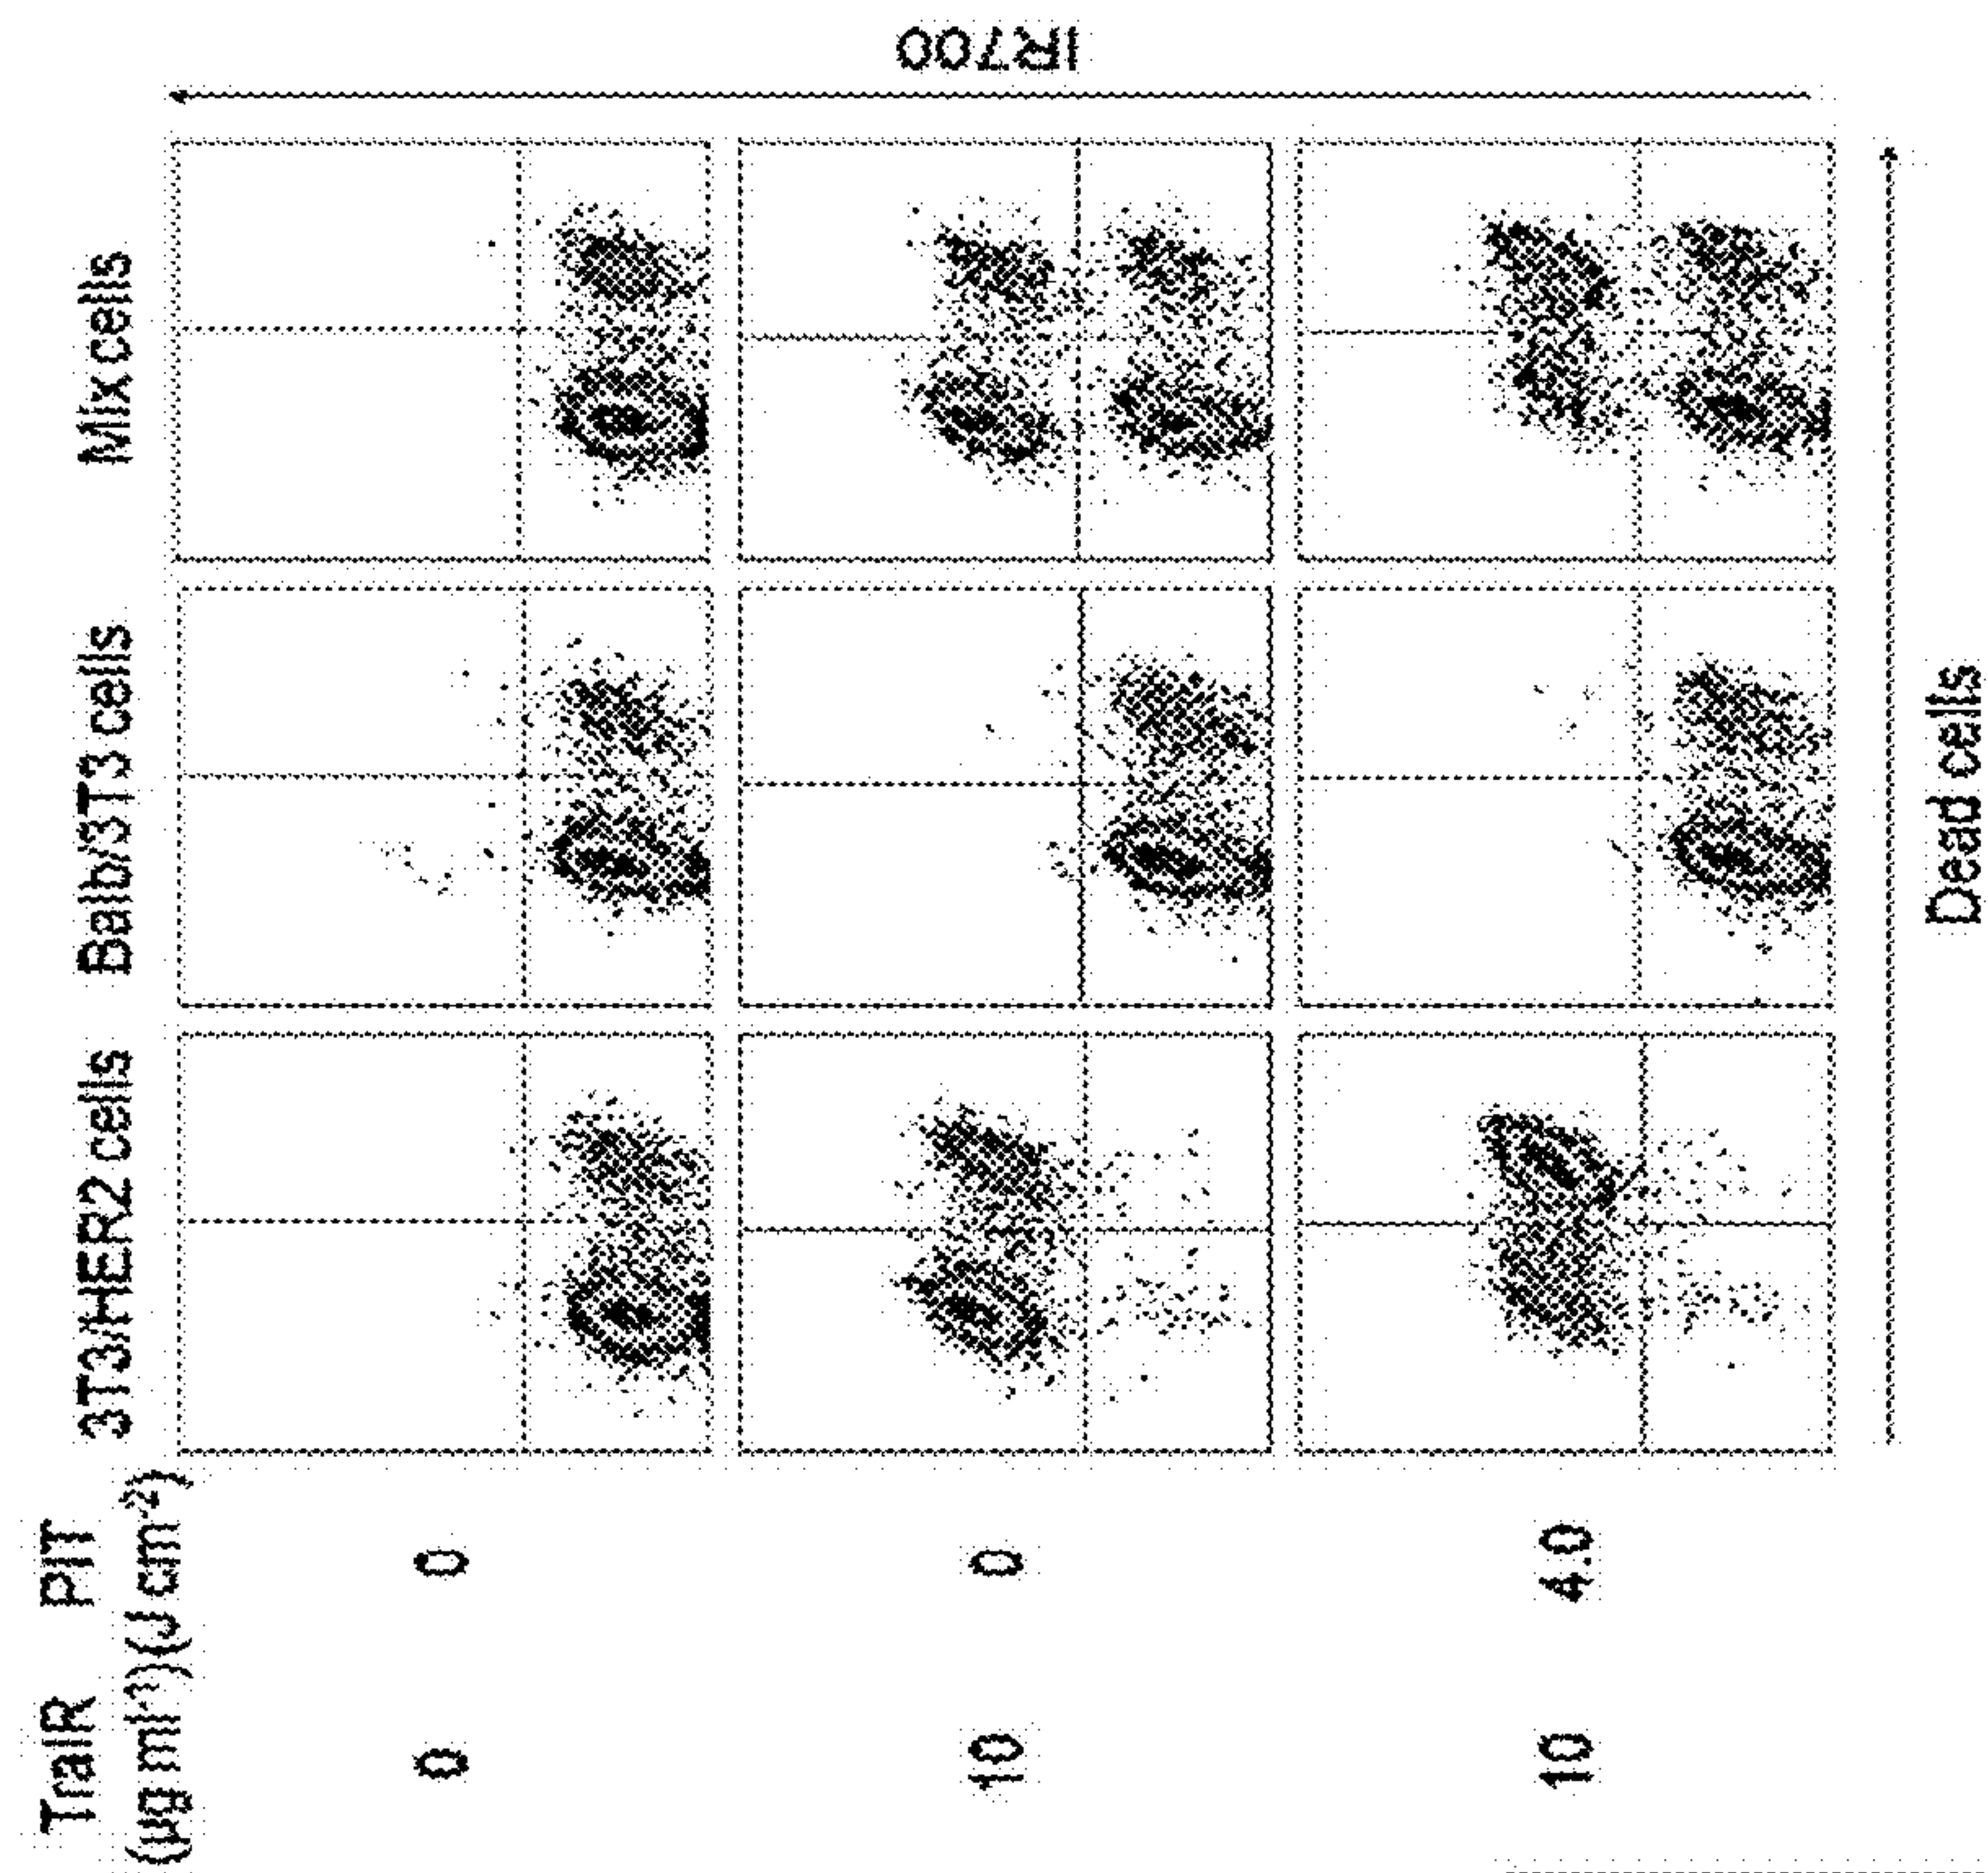 TraIR PIT
(µg ml⁻¹)(J cm⁻²)
3T3/HER2 cells Balb/3T3 cells Mix cells
0 0
10 0
10 4.0
IR700
Dead cells